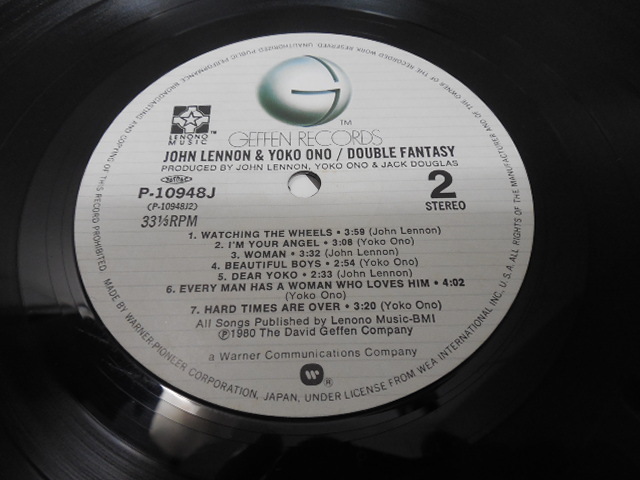 G
TM
GEFFEN RECORDS
LENONO
MUSIC
TM
JOHN LENNON & YOKO ONO / DOUBLE FANTASY
PRODUCED BY JOHN LENNON, YOKO ONO & JACK DOUGLAS
P-10948J
(P-10948J2)
33⅓RPM
2
STEREO
1. WATCHING THE WHEELS • 3:59 (John Lennon)
2. I'M YOUR ANGEL • 3:08 (Yoko Ono)
3. WOMAN • 3:32 (John Lennon)
4. BEAUTIFUL BOYS • 2:54 (Yoko Ono)
5. DEAR YOKO • 2:33 (John Lennon)
6. EVERY MAN HAS A WOMAN WHO LOVES HIM • 4:02
(Yoko Ono)
7. HARD TIMES ARE OVER • 3:20 (Yoko Ono)
All Songs Published by Lenono Music-BMI
℗1980 The David Geffen Company
a Warner Communications Company
®
MADE BY WARNER-PIONEER CORPORATION, JAPAN, UNDER LICENSE FROM WEA INTERNATIONAL INC., U.S.A. ALL RIGHTS OF THE MANUFACTURER AND OF THE OWNER OF THE RECORDED WORK RESERVED. UNAUTHORIZED PUBLIC PERFORMANCE, BROADCASTING AND COPYING OF THIS RECORD PROHIBITED.